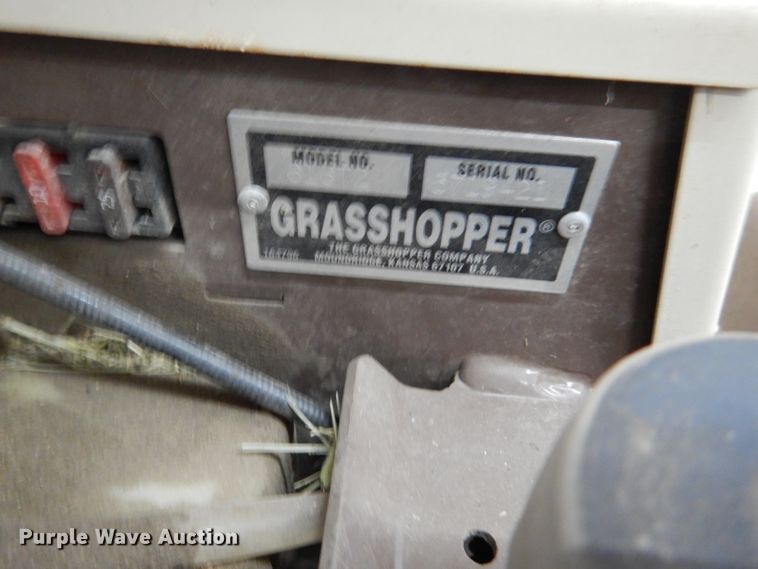 MODEL NO.
SERIAL NO.
GRASSHOPPER®
THE GRASSHOPPER COMPANY
MOUNDRIDGE, KANSAS 67107 U.S.A.
Purple Wave Auction